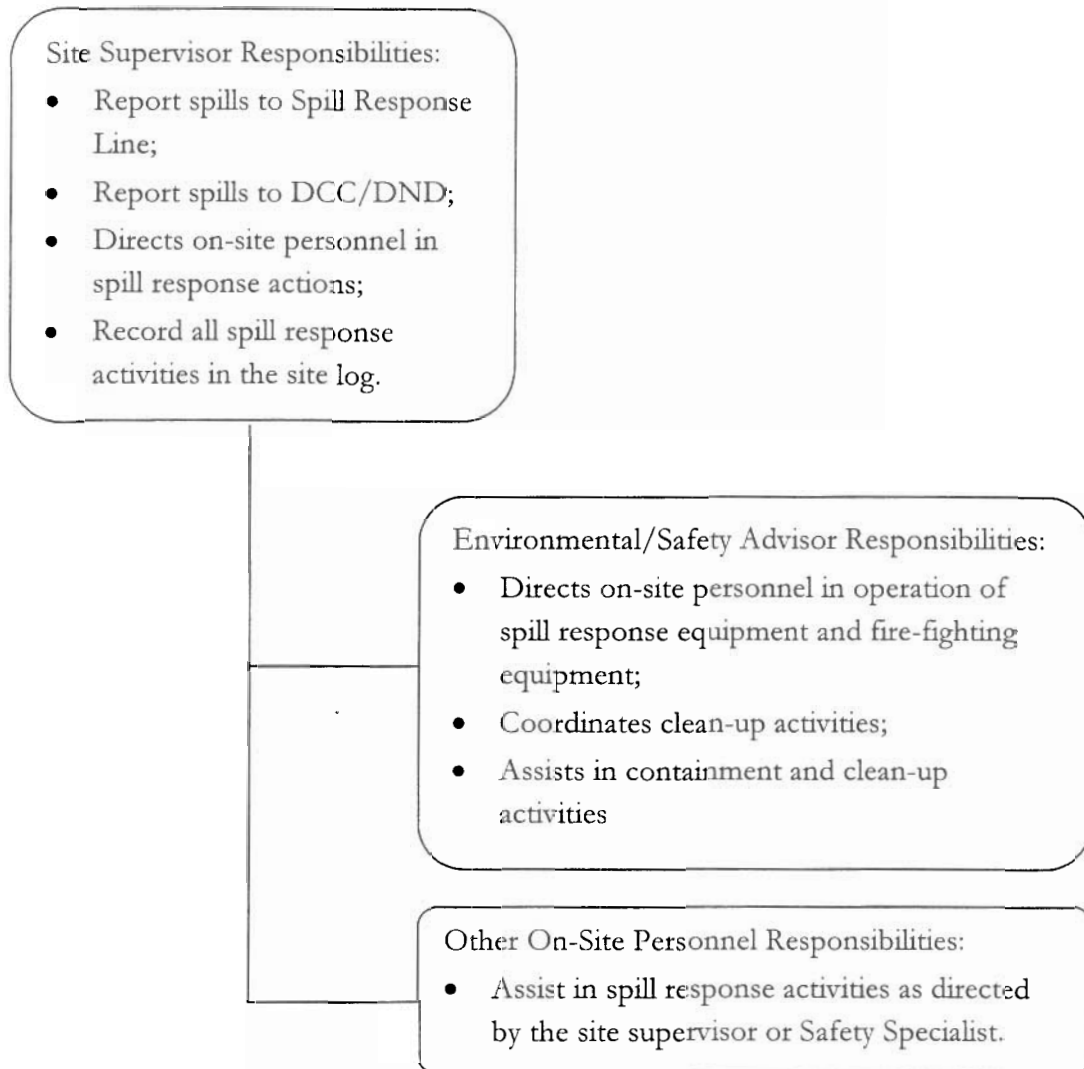 Site Supervisor Responsibilities:
• Report spills to Spill Response
Line;
• Report spills to DCC/DND;
• Directs on-site personnel in
spill response actions;
• Record all spill response
activities in the site log.
Environmental/Safety Advisor Responsibilities:
• Directs on-site personnel in operation of
spill response equipment and fire-fighting
equipment;
• Coordinates clean-up activities;
• Assists in containment and clean-up
activities
Other On-Site Personnel Responsibilities:
• Assist in spill response activities as directed
by the site supervisor or Safety Specialist.